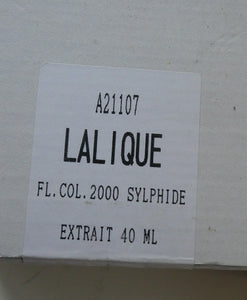 A21107
LALIQUE
FL.COL.2000 SYLPHIDE
EXTRAIT 40 ML